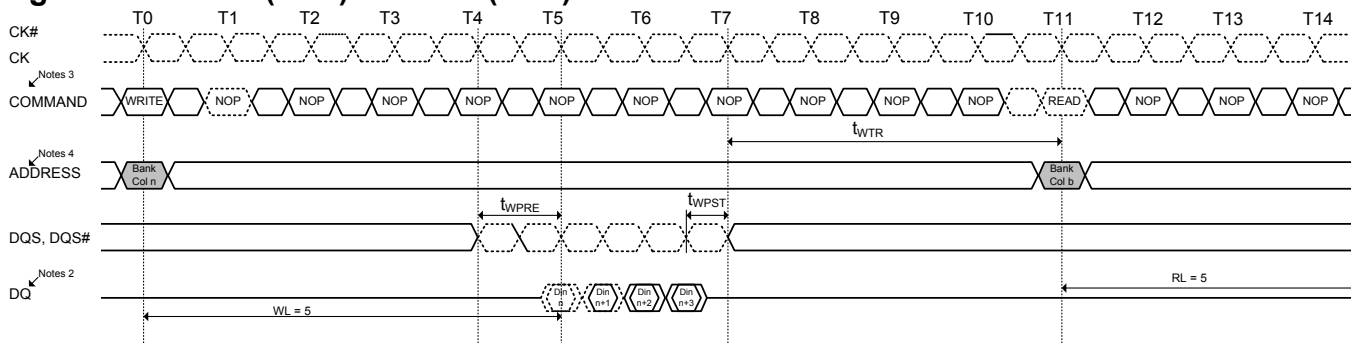 T0 T1 T2 T3 T4 T5 T6 T7 T8 T9 T10 T11 T12 T13 T14
CK#
CK
Notes 3
COMMAND WRITE NOP NOP NOP NOP NOP NOP NOP NOP NOP NOP READ NOP NOP NOP
tWTR
Notes 4
ADDRESS
Bank
Col n
Bank
Col b
tWPRE
tWPST
DQS, DQS#
Notes 2
DQ
Din
n
Din
n+1
Din
n+2
Din
n+3
RL = 5
WL = 5